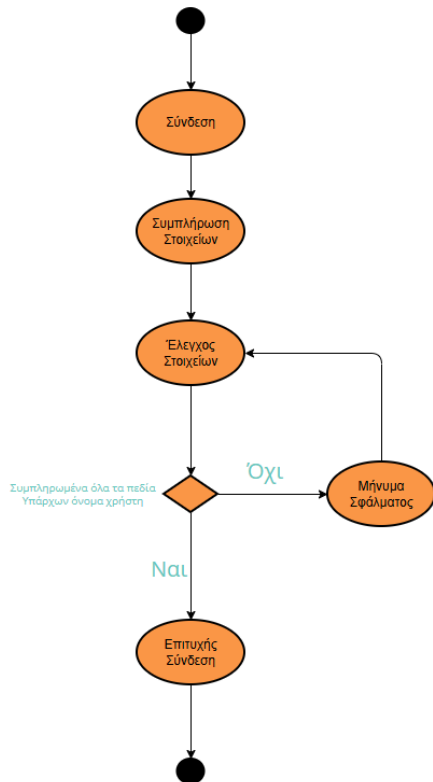 Σύνδεση
Συμπλήρωση
Στοιχείων
Έλεγχος
Στοιχείων
Συμπληρωμένα όλα τα πεδία
Υπάρχων όνομα χρήστη
Όχι
Μήνυμα
Σφάλματος
Ναι
Επιτυχής
Σύνδεση